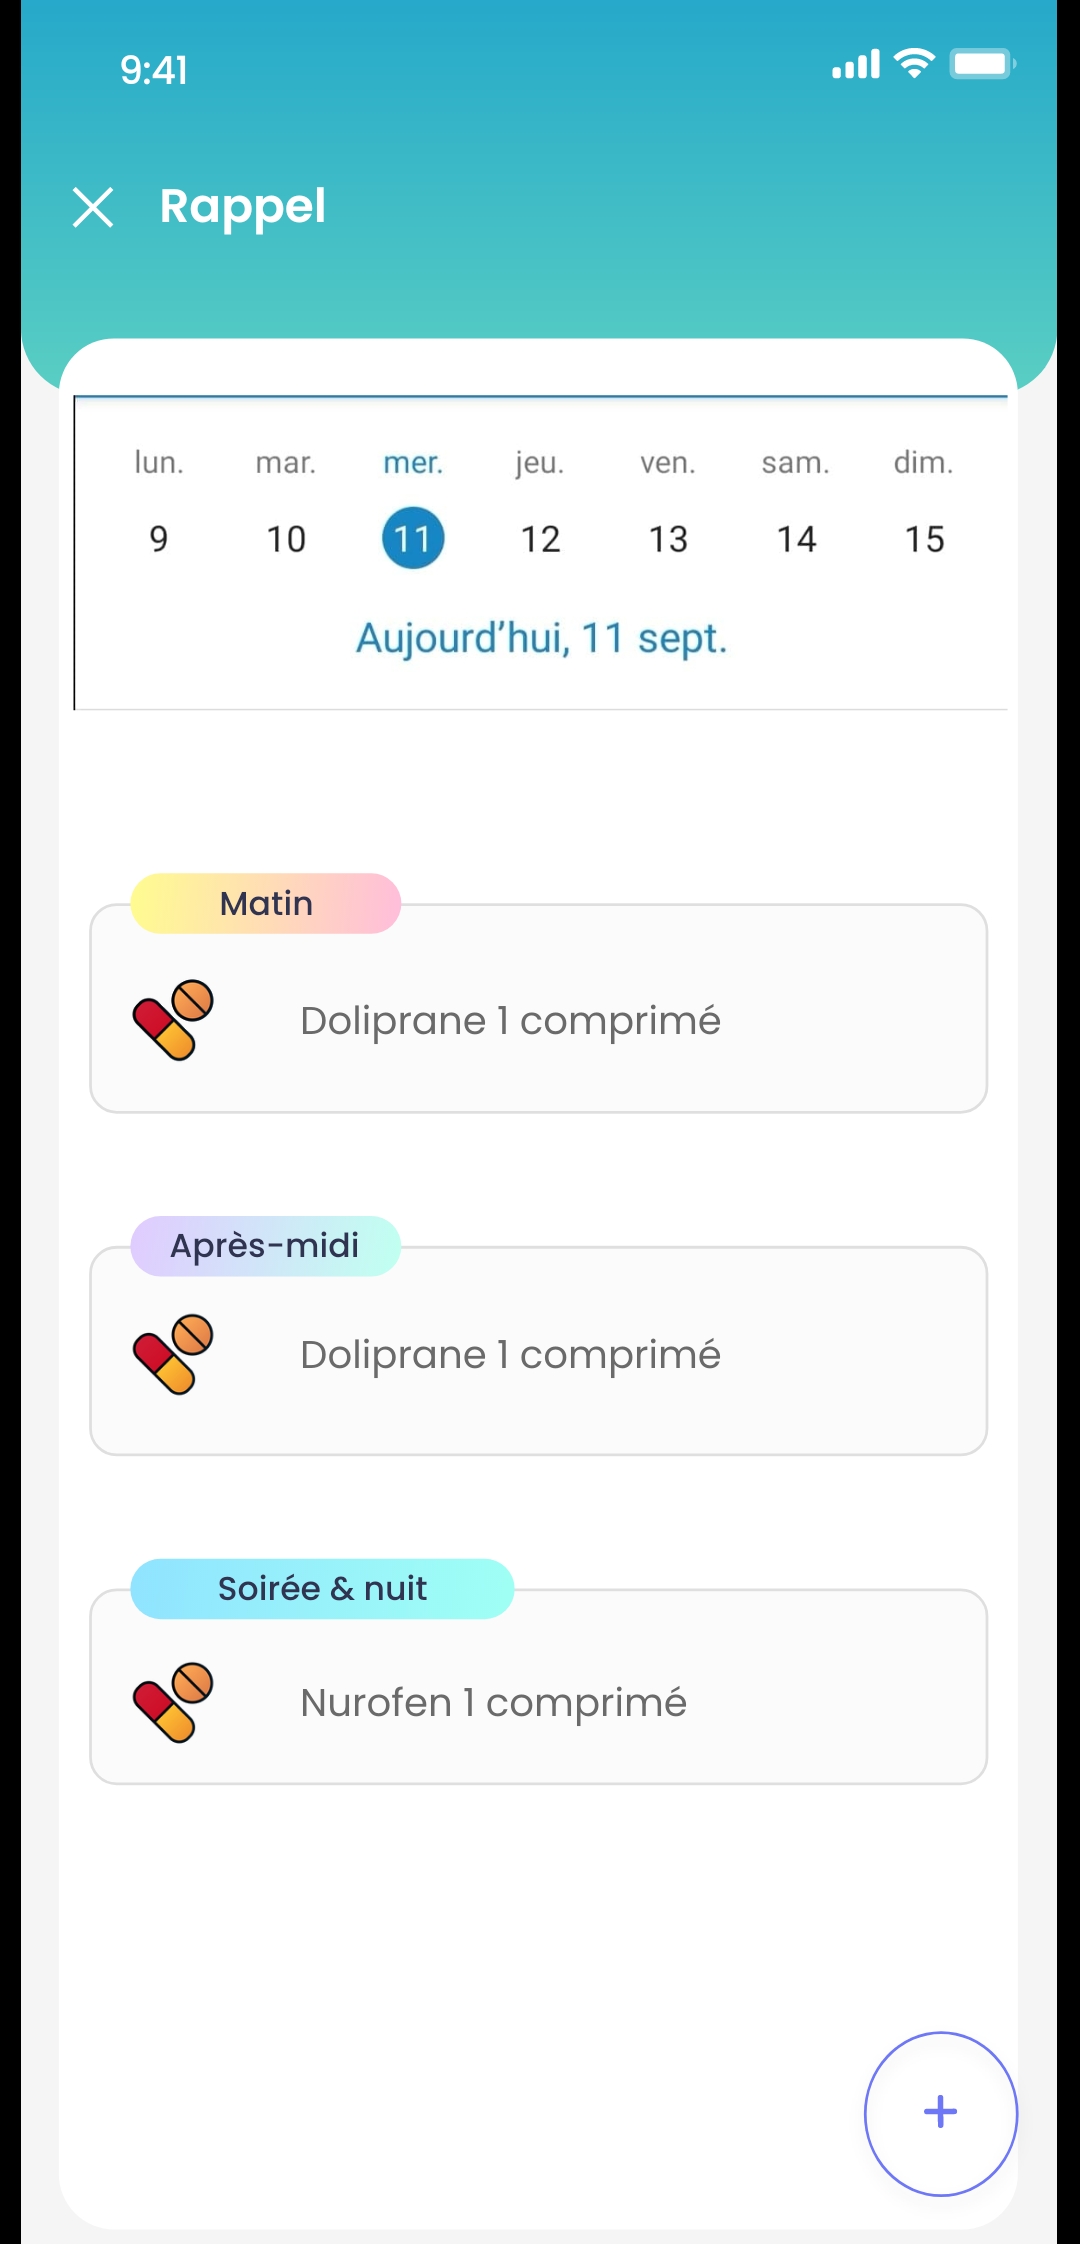 9:41
Rappel
lun. mar. mer. jeu. ven. sam. dim.
9 10 11 12 13 14 15
Aujourd’hui, 11 sept.
Matin
Doliprane 1 comprimé
Après-midi
Doliprane 1 comprimé
Soirée & nuit
Nurofen 1 comprimé
+